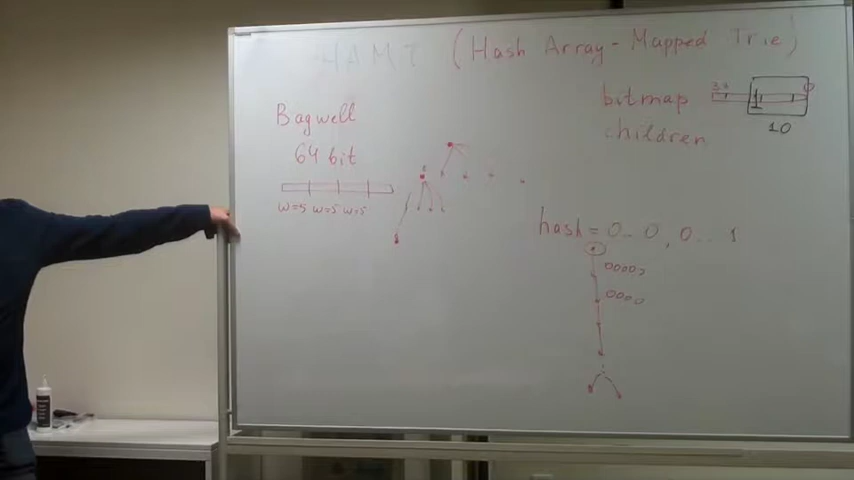 HAMT (Hash Array-Mapped Trie)
Bagwell
64 bit
w=5 w=5 w=5
bitmap
children
1
10
hash = 0..0, 0...1
00000
0000